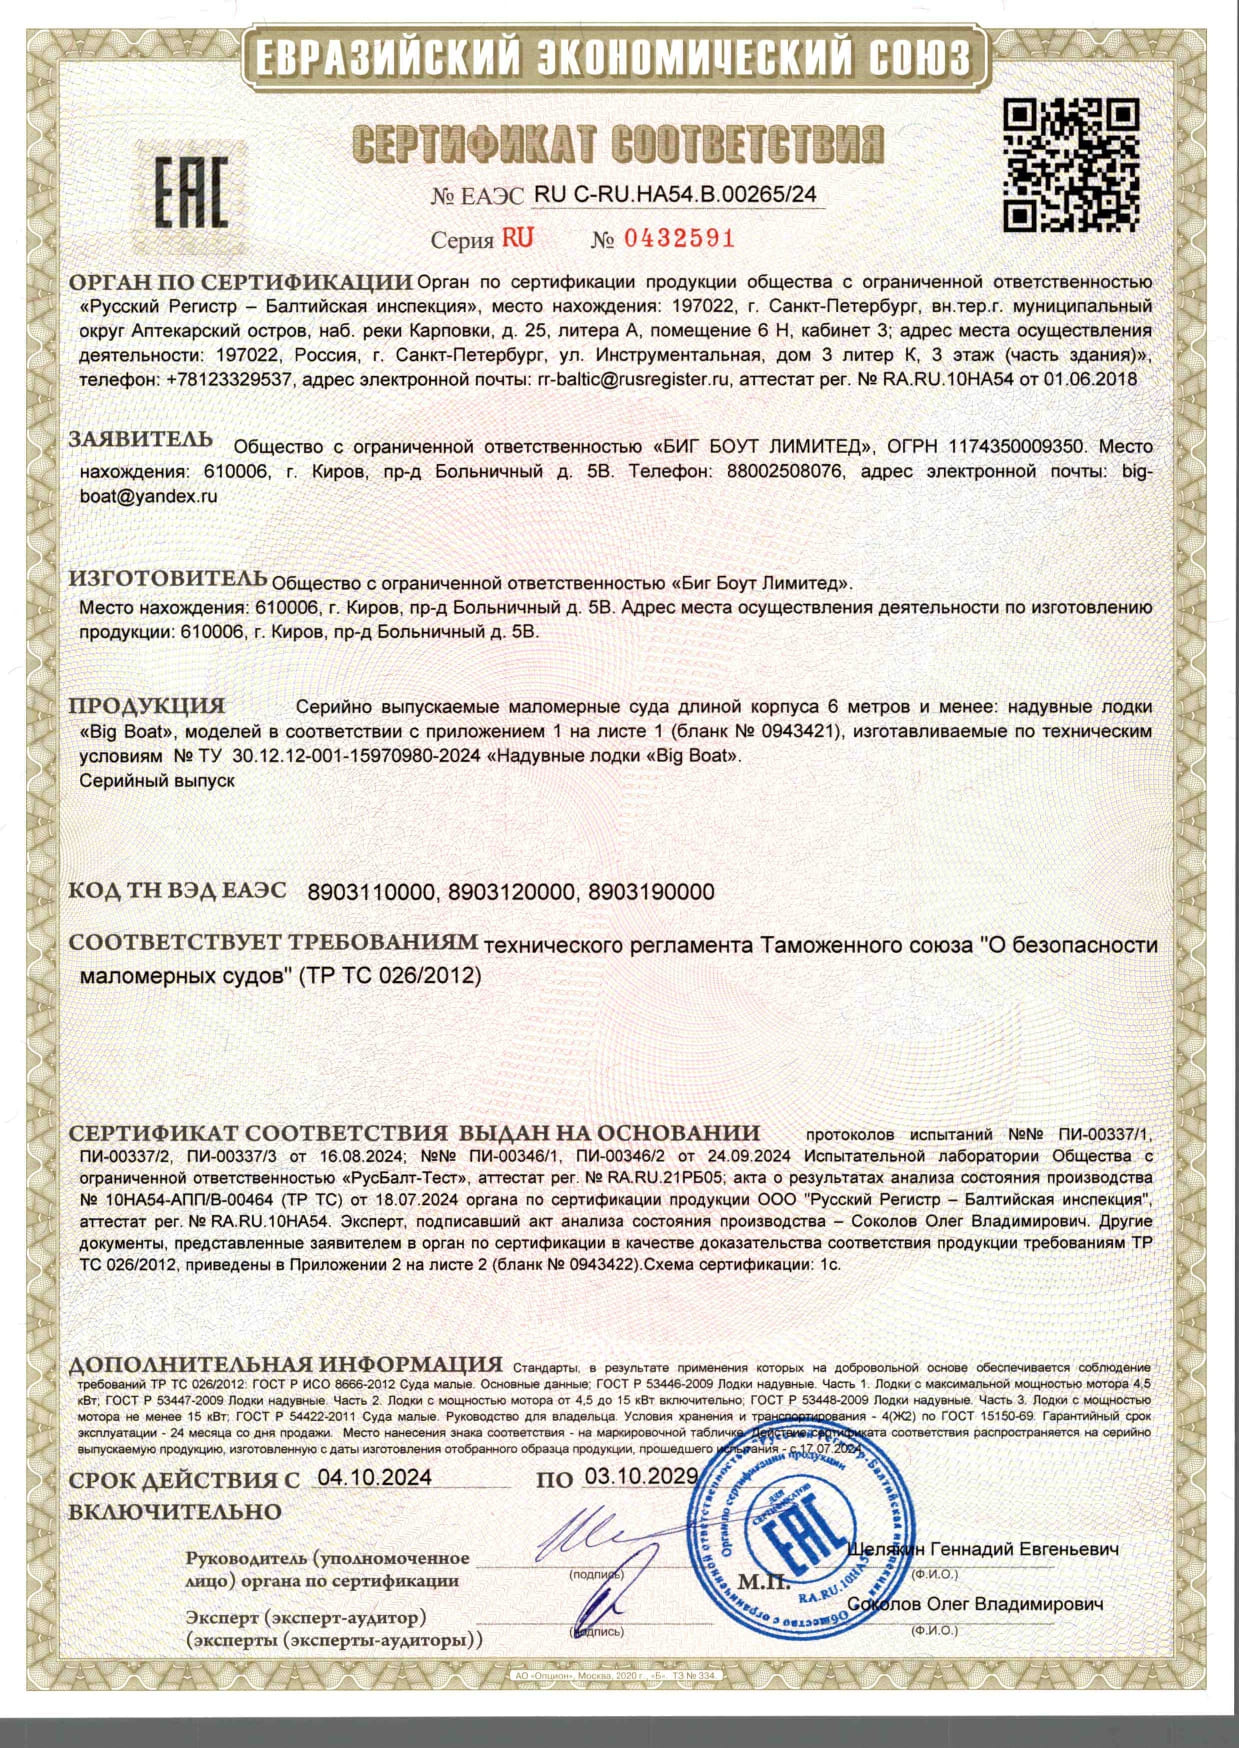 ЕВРАЗИЙСКИЙ ЭКОНОМИЧЕСКИЙ СОЮЗ
СЕРТИФИКАТ СООТВЕТСТВИЯ
ЕАС
№ ЕАЭС RU C-RU.НА54.В.00265/24
Серия RU № 0432591
ОРГАН ПО СЕРТИФИКАЦИИ Орган по сертификации продукции общества с ограниченной ответственностью
«Русский Регистр – Балтийская инспекция», место нахождения: 197022, г. Санкт-Петербург, вн.тер.г. муниципальный
округ Аптекарский остров, наб. реки Карповки, д. 25, литера А, помещение 6 Н, кабинет 3; адрес места осуществления
деятельности: 197022, Россия, г. Санкт-Петербург, ул. Инструментальная, дом 3 литер К, 3 этаж (часть здания)»,
телефон: +78123329537, адрес электронной почты: rr-baltic@rusregister.ru, аттестат рег. № RA.RU.10НА54 от 01.06.2018
ЗАЯВИТЕЛЬ Общество с ограниченной ответственностью «БИГ БОУТ ЛИМИТЕД», ОГРН 1174350009350. Место
нахождения: 610006, г. Киров, пр-д Больничный д. 5В. Телефон: 88002508076, адрес электронной почты: big-
boat@yandex.ru
ИЗГОТОВИТЕЛЬ Общество с ограниченной ответственностью «Биг Боут Лимитед».
Место нахождения: 610006, г. Киров, пр-д Больничный д. 5В. Адрес места осуществления деятельности по изготовлению
продукции: 610006, г. Киров, пр-д Больничный д. 5В.
ПРОДУКЦИЯ Серийно выпускаемые маломерные суда длиной корпуса 6 метров и менее: надувные лодки
«Big Boat», моделей в соответствии с приложением 1 на листе 1 (бланк № 0943421), изготавливаемые по техническим
условиям № ТУ 30.12.12-001-15970980-2024 «Надувные лодки «Big Boat».
Серийный выпуск
КОД ТН ВЭД ЕАЭС 8903110000, 8903120000, 8903190000
СООТВЕТСТВУЕТ ТРЕБОВАНИЯМ технического регламента Таможенного союза "О безопасности
маломерных судов" (ТР ТС 026/2012)
СЕРТИФИКАТ СООТВЕТСТВИЯ ВЫДАН НА ОСНОВАНИИ протоколов испытаний №№ ПИ-00337/1,
ПИ-00337/2, ПИ-00337/3 от 16.08.2024; №№ ПИ-00346/1, ПИ-00346/2 от 24.09.2024 Испытательной лаборатории Общества с
ограниченной ответственностью «РусБалт-Тест», аттестат рег. № RA.RU.21РБ05; акта о результатах анализа состояния производства
№ 10НА54-АПП/В-00464 (ТР ТС) от 18.07.2024 органа по сертификации продукции ООО "Русский Регистр – Балтийская инспекция",
аттестат рег. № RA.RU.10НА54. Эксперт, подписавший акт анализа состояния производства – Соколов Олег Владимирович. Другие
документы, представленные заявителем в орган по сертификации в качестве доказательства соответствия продукции требованиям ТР
ТС 026/2012, приведены в Приложении 2 на листе 2 (бланк № 0943422).Схема сертификации: 1с.
ДОПОЛНИТЕЛЬНАЯ ИНФОРМАЦИЯ Стандарты, в результате применения которых на добровольной основе обеспечивается соблюдение
требований ТР ТС 026/2012: ГОСТ Р ИСО 8666-2012 Суда малые. Основные данные; ГОСТ Р 53446-2009 Лодки надувные. Часть 1. Лодки с максимальной мощностью мотора 4,5
кВт; ГОСТ Р 53447-2009 Лодки надувные. Часть 2. Лодки с мощностью мотора от 4,5 до 15 кВт включительно; ГОСТ Р 53448-2009 Лодки надувные. Часть 3. Лодки с мощностью
мотора не менее 15 кВт; ГОСТ Р 54422-2011 Суда малые. Руководство для владельца. Условия хранения и транспортирования - 4(Ж2) по ГОСТ 15150-69. Гарантийный срок
эксплуатации - 24 месяца со дня продажи. Место нанесения знака соответствия - на маркировочной табличке. Действие сертификата соответствия распространяется на серийно
выпускаемую продукцию, изготовленную с даты изготовления отобранного образца продукции, прошедшего испытания - с 17.07.2024.
СРОК ДЕЙСТВИЯ С 04.10.2024 ПО 03.10.2029
ВКЛЮЧИТЕЛЬНО
Руководитель (уполномоченное
лицо) органа по сертификации
(подпись)
Шелякин Геннадий Евгеньевич
(Ф.И.О.)
М.П.
Эксперт (эксперт-аудитор)
(эксперты (эксперты-аудиторы))
(подпись)
Соколов Олег Владимирович
(Ф.И.О.)
Общество с ограниченной ответственностью "Русский Регистр-Балтийская инспекция"
Орган по сертификации продукции
ДЛЯ СЕРТИФИКАТОВ
ЕАС
RA.RU.10НА54
АО «Опцион», Москва, 2020 г., «Б». ТЗ № 334.